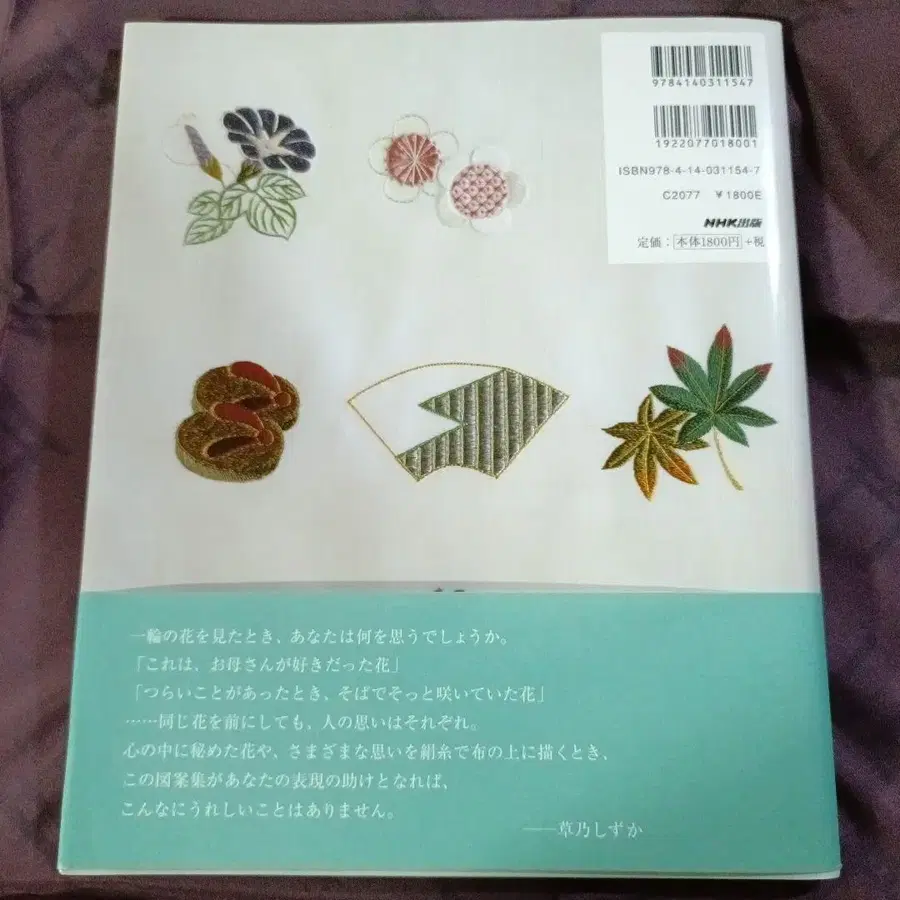 9784140311547
1922077018001
ISBN978-4-14-031154-7
C2077 ¥1800E
NHK出版
定価：本体1800円+税
一輪の花を見たとき、あなたは何を思うでしょうか。
「これは、お母さんが好きだった花」
「つらいことがあったとき、そばでそっと咲いていた花」
……同じ花を前にしても、人の思いはそれぞれ。
心の中に秘めた花や、さまざまな思いを絹糸で布の上に描くとき、
この図案集があなたの表現の助けとなれば、
こんなにうれしいことはありません。
——草乃しずか